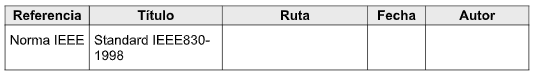 Referencia Título Ruta Fecha Autor
Norma IEEE Standard IEEE830-
1998